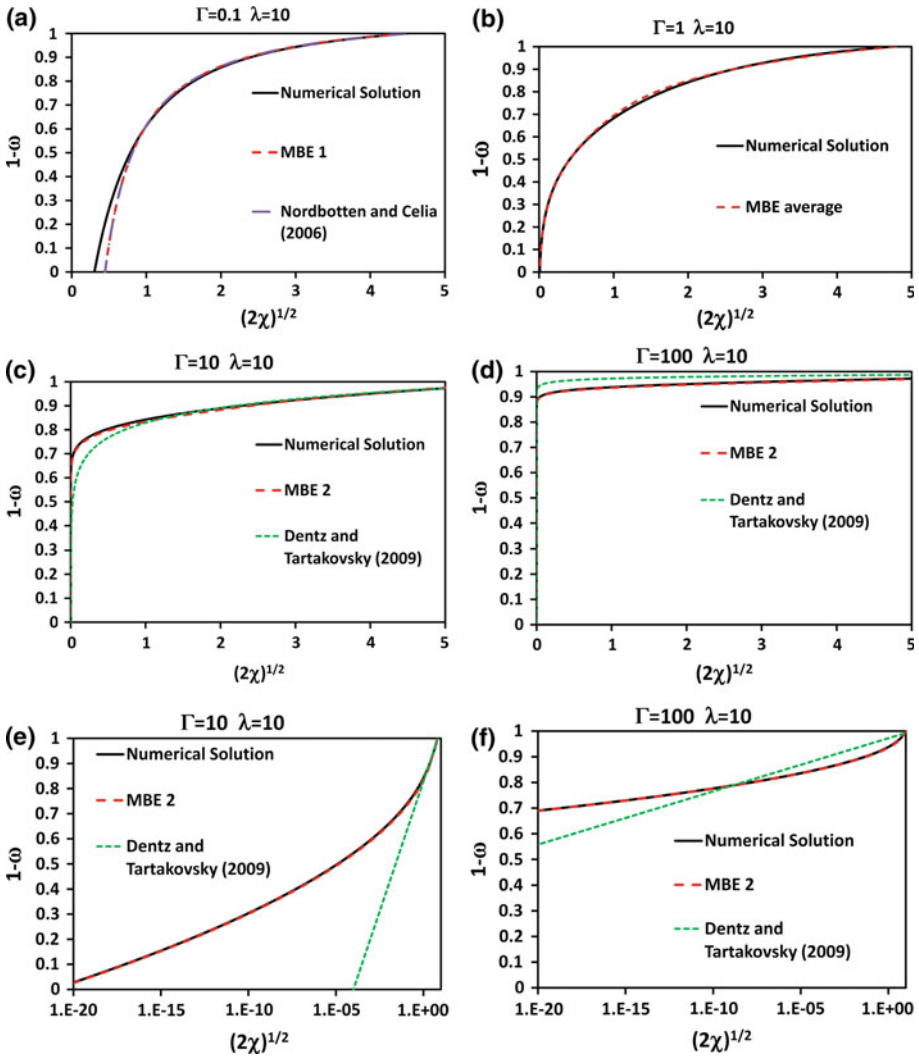 (a)
Γ=0.1 λ=10
1
0.9
0.8
0.7
0.6
0.5
0.4
0.3
0.2
0.1
0
1-ω
Numerical Solution
MBE 1
Nordbotten and Celia
(2006)
0 1 2 3 4 5
(2χ)^1/2
(b)
Γ=1 λ=10
1
0.9
0.8
0.7
0.6
0.5
0.4
0.3
0.2
0.1
0
1-ω
Numerical Solution
MBE average
0 1 2 3 4 5
(2χ)^1/2
(c)
Γ=10 λ=10
1
0.9
0.8
0.7
0.6
0.5
0.4
0.3
0.2
0.1
0
1-ω
Numerical Solution
MBE 2
Dentz and
Tartakovsky (2009)
0 1 2 3 4 5
(2χ)^1/2
(d)
Γ=100 λ=10
1
0.9
0.8
0.7
0.6
0.5
0.4
0.3
0.2
0.1
0
1-ω
Numerical Solution
MBE 2
Dentz and
Tartakovsky (2009)
0 1 2 3 4 5
(2χ)^1/2
(e)
Γ=10 λ=10
1
0.9
0.8
0.7
0.6
0.5
0.4
0.3
0.2
0.1
0
1-ω
Numerical Solution
MBE 2
Dentz and
Tartakovsky (2009)
1.E-20 1.E-15 1.E-10 1.E-05 1.E+00
(2χ)^1/2
(f)
Γ=100 λ=10
1
0.9
0.8
0.7
0.6
0.5
0.4
0.3
0.2
0.1
0
1-ω
Numerical Solution
MBE 2
Dentz and
Tartakovsky (2009)
1.E-20 1.E-15 1.E-10 1.E-05 1.E+00
(2χ)^1/2